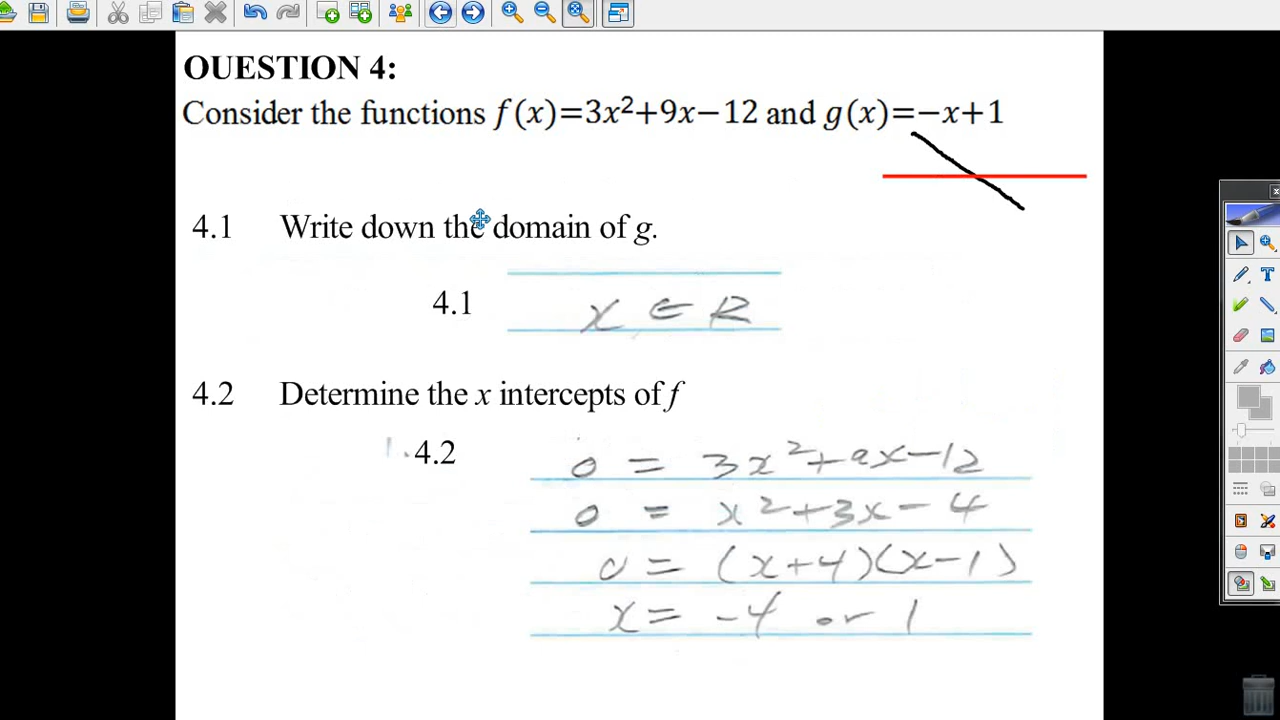 OUESTION 4:
Consider the functions f(x)=3x²+9x−12 and g(x)=−x+1
4.1 Write down the domain of g.
4.1 x ∈ R
4.2 Determine the x intercepts of f
4.2 0 = 3x²+9x−12
0 = x²+3x−4
0 = (x+4)(x−1)
x = −4 or 1